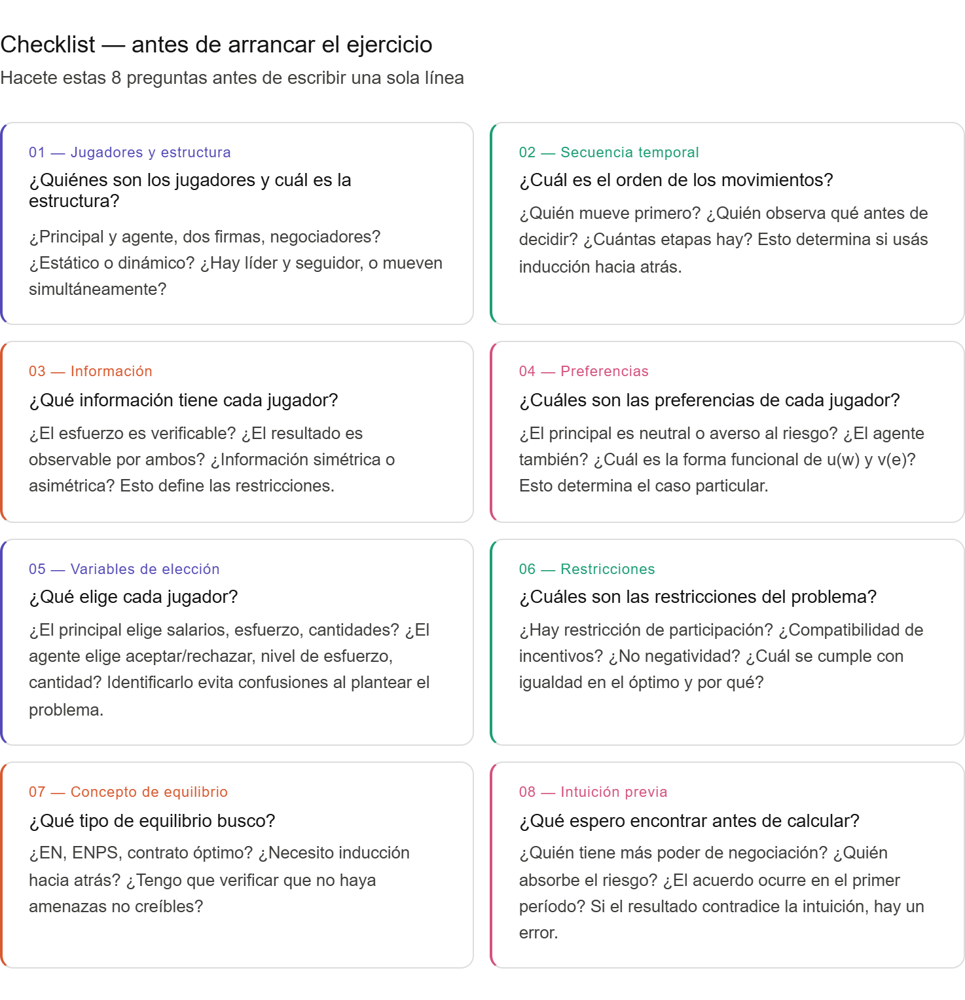 Checklist — antes de arrancar el ejercicio
Hacete estas 8 preguntas antes de escribir una sola línea
01 — Jugadores y estructura
¿Quiénes son los jugadores y cuál es la
estructura?
¿Principal y agente, dos firmas, negociadores?
¿Estático o dinámico? ¿Hay líder y seguidor, o mueven
simultáneamente?
02 — Secuencia temporal
¿Cuál es el orden de los movimientos?
¿Quién mueve primero? ¿Quién observa qué antes de
decidir? ¿Cuántas etapas hay? Esto determina si usás
inducción hacia atrás.
03 — Información
¿Qué información tiene cada jugador?
¿El esfuerzo es verificable? ¿El resultado es
observable por ambos? ¿Información simétrica o
asimétrica? Esto define las restricciones.
04 — Preferencias
¿Cuáles son las preferencias de cada jugador?
¿El principal es neutral o averso al riesgo? ¿El agente
también? ¿Cuál es la forma funcional de u(w) y v(e)?
Esto determina el caso particular.
05 — Variables de elección
¿Qué elige cada jugador?
¿El principal elige salarios, esfuerzo, cantidades? ¿El
agente elige aceptar/rechazar, nivel de esfuerzo,
cantidad? Identificarlo evita confusiones al plantear el
problema.
06 — Restricciones
¿Cuáles son las restricciones del problema?
¿Hay restricción de participación? ¿Compatibilidad de
incentivos? ¿No negatividad? ¿Cuál se cumple con
igualdad en el óptimo y por qué?
07 — Concepto de equilibrio
¿Qué tipo de equilibrio busco?
¿EN, ENPS, contrato óptimo? ¿Necesito inducción
hacia atrás? ¿Tengo que verificar que no haya
amenazas no creíbles?
08 — Intuición previa
¿Qué espero encontrar antes de calcular?
¿Quién tiene más poder de negociación? ¿Quién
absorbe el riesgo? ¿El acuerdo ocurre en el primer
período? Si el resultado contradice la intuición, hay un
error.